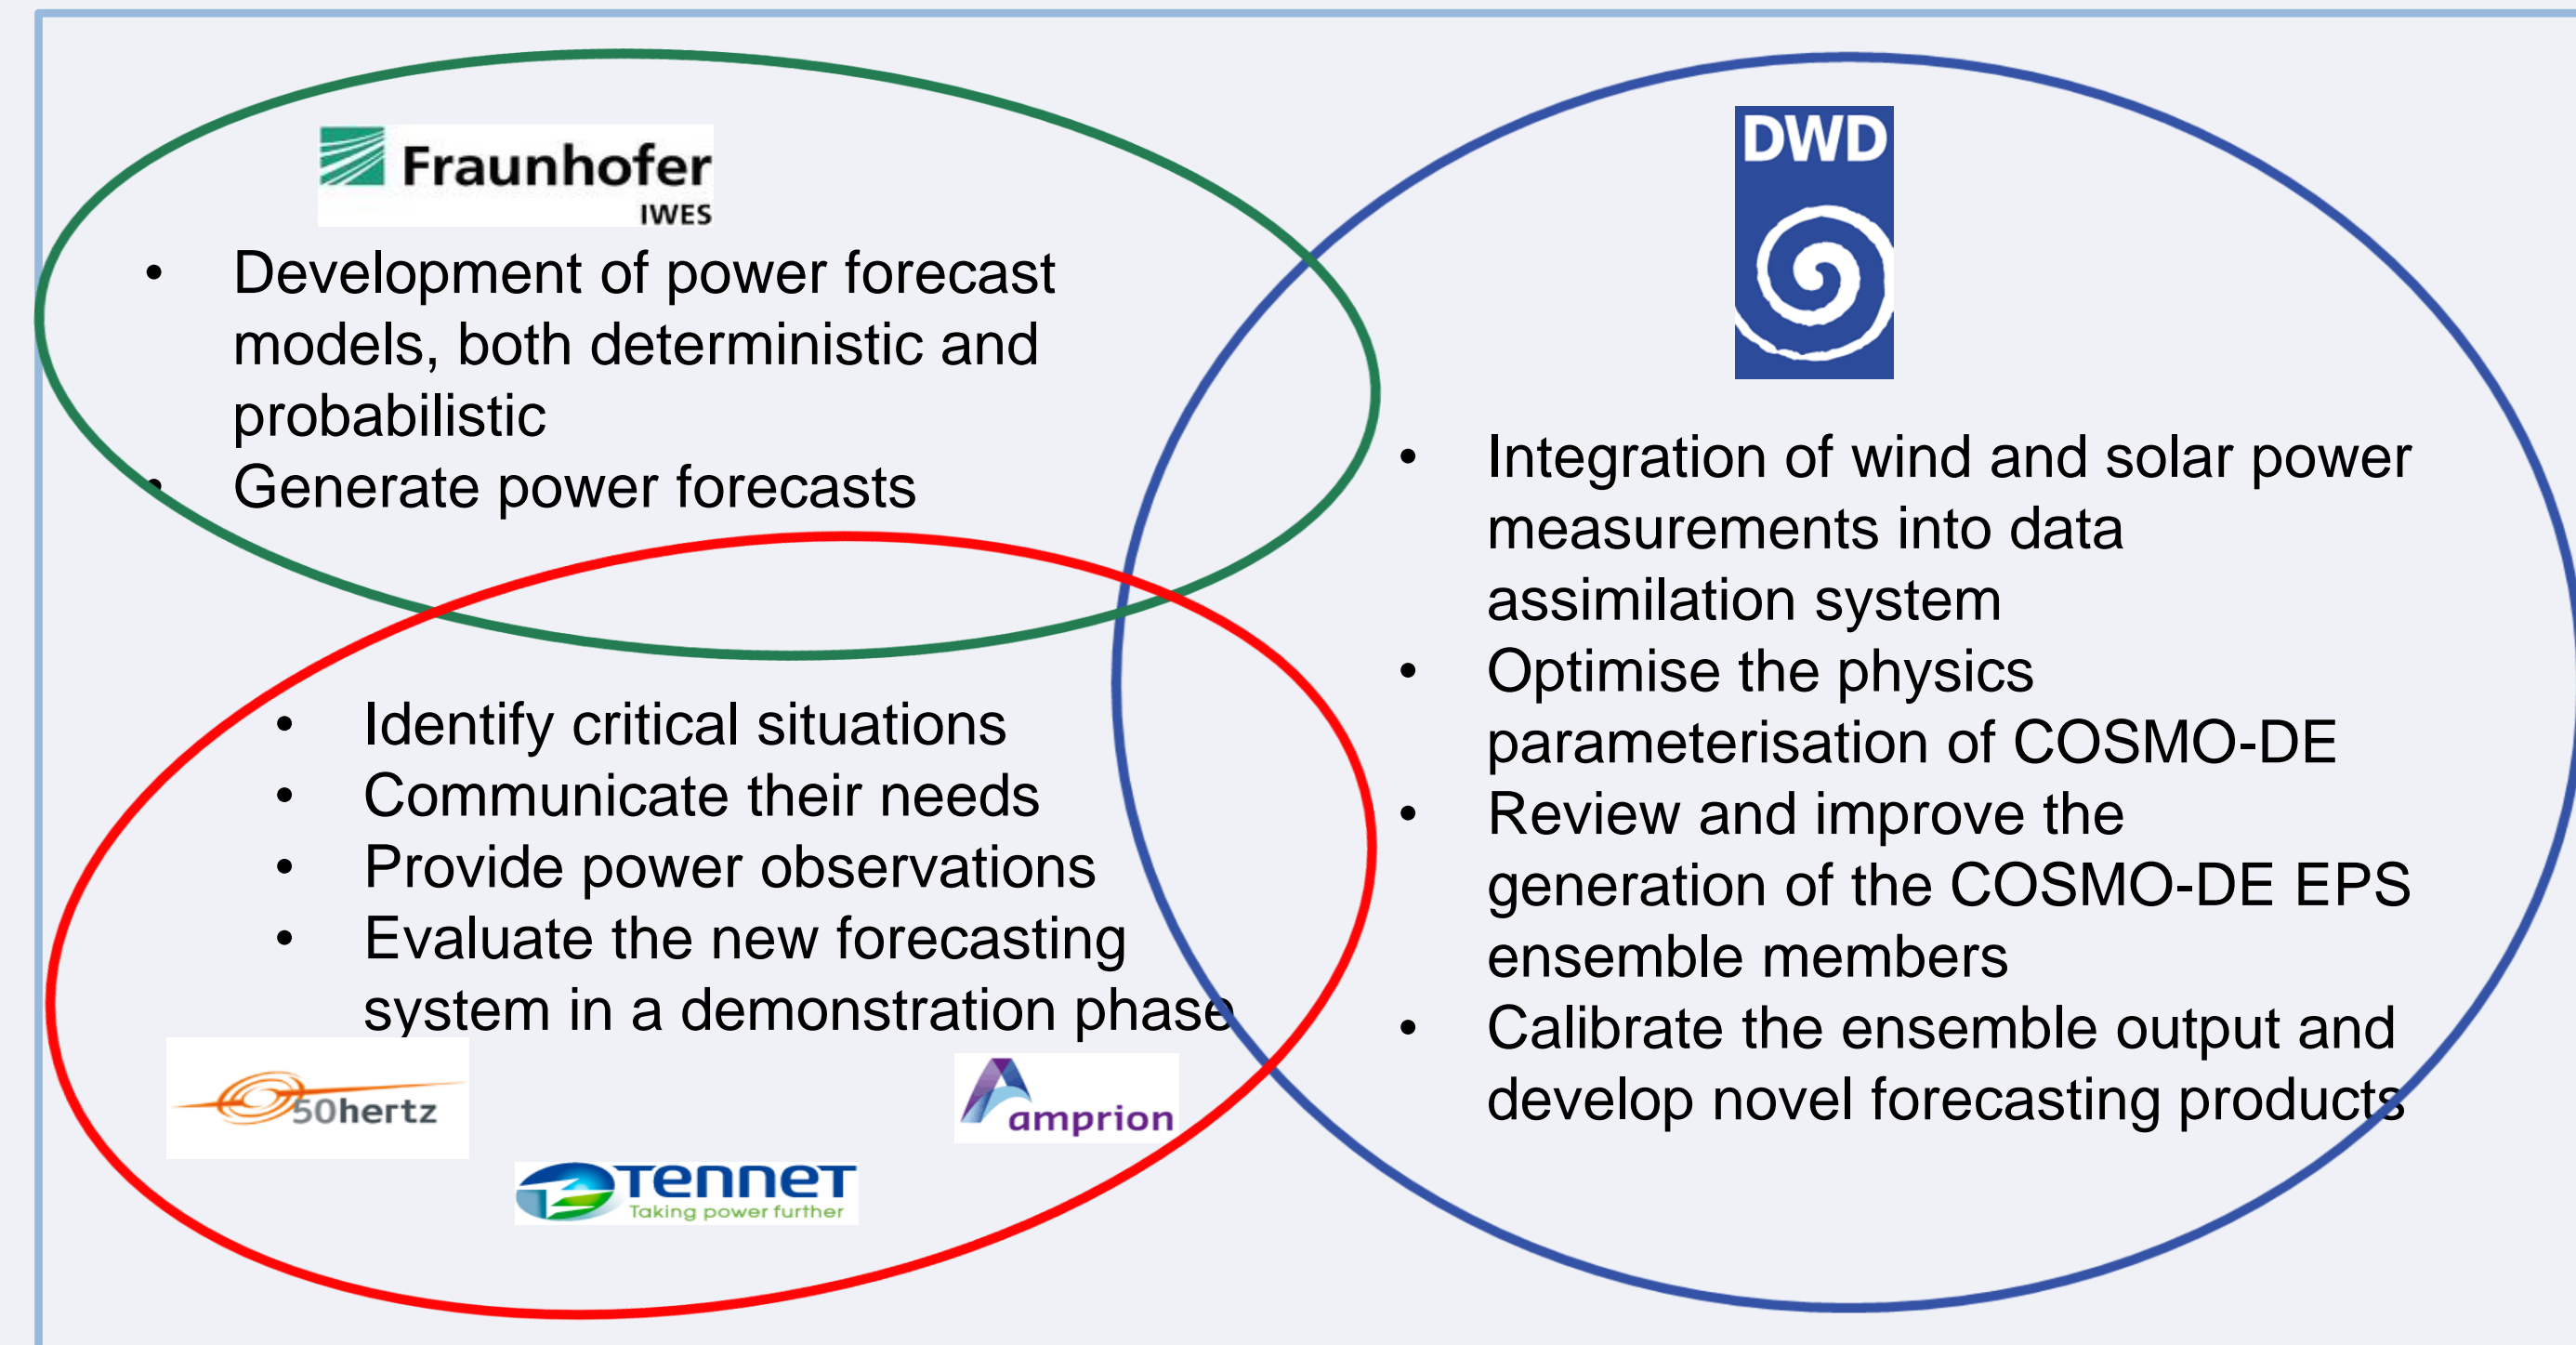 Fraunhofer
IWES
• Development of power forecast
models, both deterministic and
probabilistic
• Generate power forecasts
DWD
• Integration of wind and solar power
measurements into data
assimilation system
• Optimise the physics
parameterisation of COSMO-DE
• Review and improve the
generation of the COSMO-DE EPS
ensemble members
• Calibrate the ensemble output and
develop novel forecasting products
• Identify critical situations
• Communicate their needs
• Provide power observations
• Evaluate the new forecasting
system in a demonstration phase
50hertz
amprion
TenneT
Taking power further